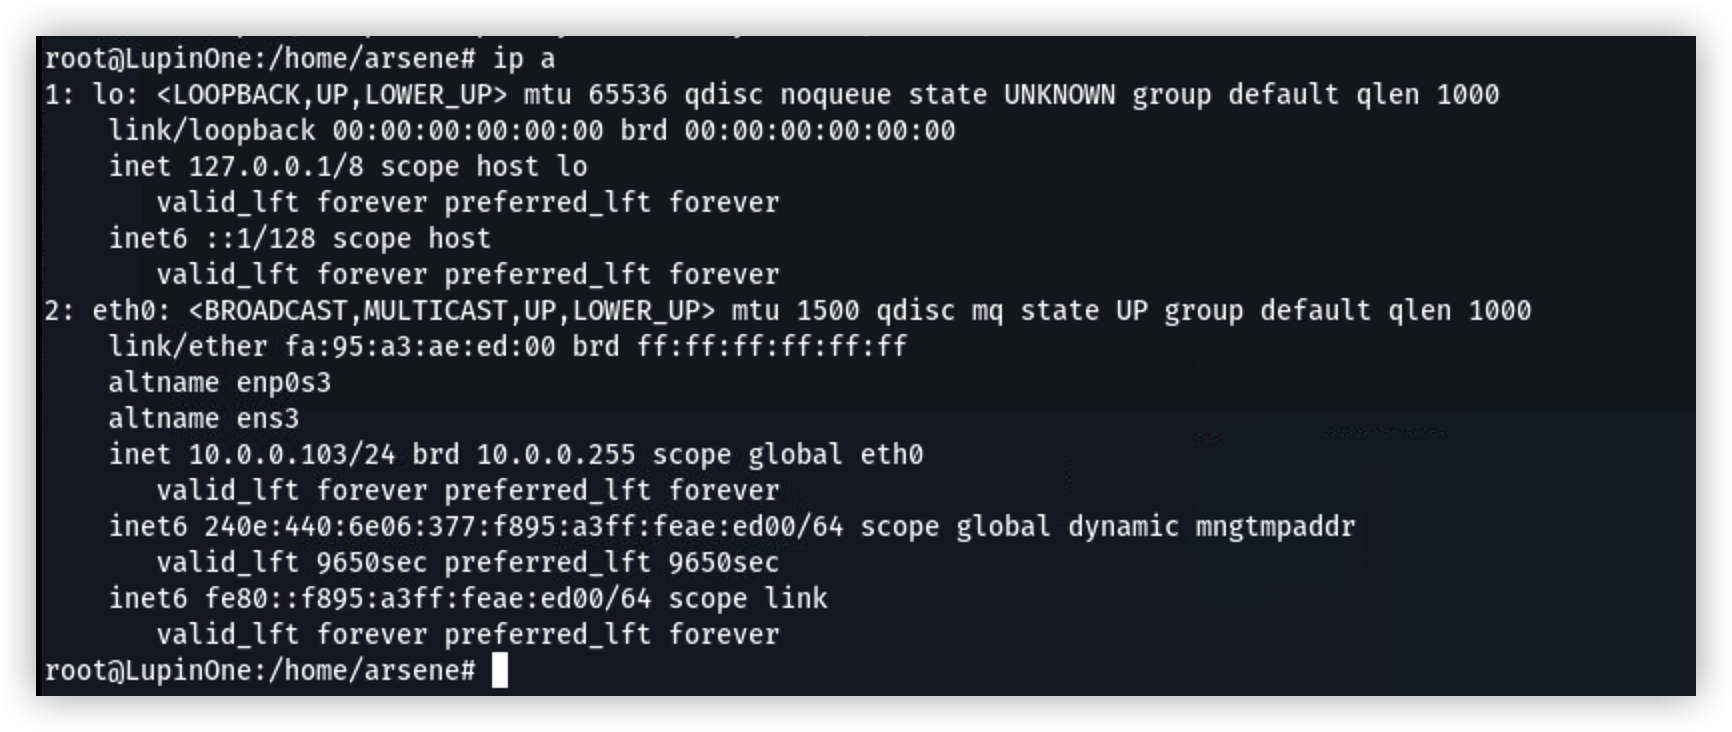 root@LupinOne:/home/arsene# ip a
1: lo: <LOOPBACK,UP,LOWER_UP> mtu 65536 qdisc noqueue state UNKNOWN group default qlen 1000
    link/loopback 00:00:00:00:00:00 brd 00:00:00:00:00:00
    inet 127.0.0.1/8 scope host lo
       valid_lft forever preferred_lft forever
    inet6 ::1/128 scope host
       valid_lft forever preferred_lft forever
2: eth0: <BROADCAST,MULTICAST,UP,LOWER_UP> mtu 1500 qdisc mq state UP group default qlen 1000
    link/ether fa:95:a3:ae:ed:00 brd ff:ff:ff:ff:ff:ff
    altname enp0s3
    altname ens3
    inet 10.0.0.103/24 brd 10.0.0.255 scope global eth0
       valid_lft forever preferred_lft forever
    inet6 240e:440:6e06:377:f895:a3ff:feae:ed00/64 scope global dynamic mngtmpaddr
       valid_lft 9650sec preferred_lft 9650sec
    inet6 fe80::f895:a3ff:feae:ed00/64 scope link
       valid_lft forever preferred_lft forever
root@LupinOne:/home/arsene#